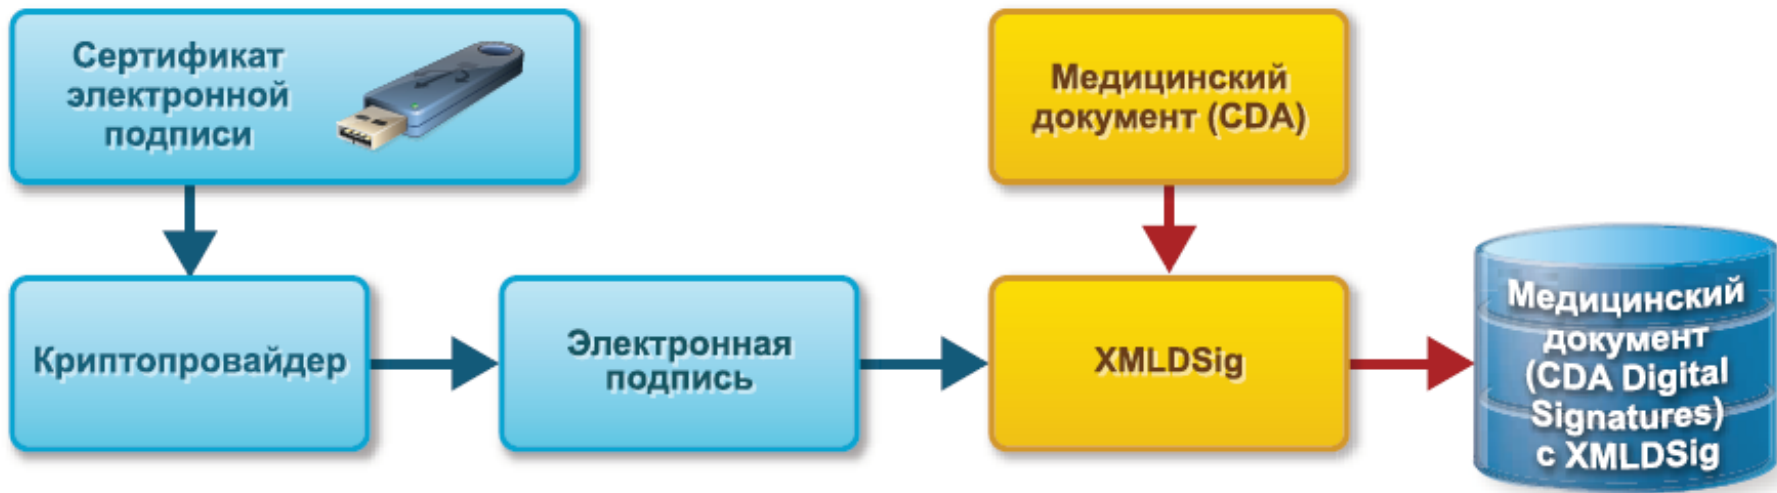 Сертификат
электронной
подписи
Медицинский
документ (CDA)
Криптопровайдер
Электронная
подпись
XMLDSig
Медицинский
документ
(CDA Digital
Signatures)
с XMLDSig